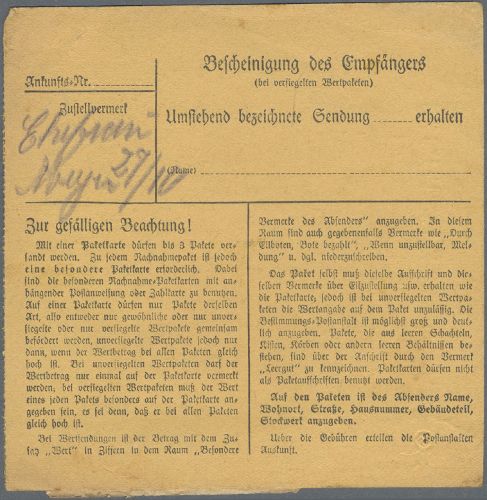 Ankunfts-Nr.
Zustellvermerk
Ehefrau
27/10
Bescheinigung des Empfängers
(bei versiegelten Wertpaketen)
Umstehend bezeichnete Sendung ........ erhalten
(Name)
Zur gefälligen Beachtung!
Mit einer Paketkarte dürfen bis 3 Pakete ver-
sandt werden. Zu jedem Nachnahmepaket ist jedoch
eine besondere Paketkarte erforderlich. Dabei
sind die besonderen Nachnahme-Paketkarten mit an-
hängender Postanweisung oder Zahlkarte zu benutzen.
Auf einer Paketkarte dürfen nur Pakete derselben
Art, also entweder nur gewöhnliche oder nur unver-
siegelte oder nur versiegelte Wertpakete gemeinsam
befördert werden, unversiegelte Wertpakete jedoch nur
dann, wenn der Wertbetrag bei allen Paketen gleich
hoch ist. Bei unversiegelten Wertpaketen darf der
Wertbetrag nur einmal auf der Paketkarte vermerkt
werden, bei versiegelten Wertpaketen muß der Wert
eines jeden Pakets besonders auf der Paketkarte an-
gegeben sein, es sei denn, daß er bei allen Paketen
gleich hoch ist.
Bei Wertsendungen ist der Betrag mit dem Zu-
satz „Wert“ in Ziffern in dem Raum „Besondere
Vermerke des Absenders“ anzugeben. In diesem
Raum sind auch gegebenenfalls Vermerke wie „Durch
Eilboten, Bote bezahlt“, „Wenn unzustellbar, Mel-
dung“ u. dgl. niederzuschreiben.
Das Paket selbst muß dieselbe Aufschrift und die-
selben Vermerke über Eilzustellung usw. erhalten wie
die Paketkarte, jedoch ist bei unversiegelten Wertpa-
keten die Wertangabe auf dem Paket unzulässig. Die
Bestimmungs-Postanstalt ist möglichst groß und deut-
lich anzugeben. Pakete, die aus leeren Schachteln,
Kisten, Körben oder andern leeren Behältnissen be-
stehen, sind über der Anschrift durch den Vermerk
„Leergut“ zu kennzeichnen. Paketkarten dürfen nicht
als Paketaufschriften benutzt werden.
Auf den Paketen ist des Absenders Name,
Wohnort, Straße, Hausnummer, Gebäudeteil,
Stockwerk anzugeben.
Ueber die Gebühren erteilen die Postanstalten
Auskunft.